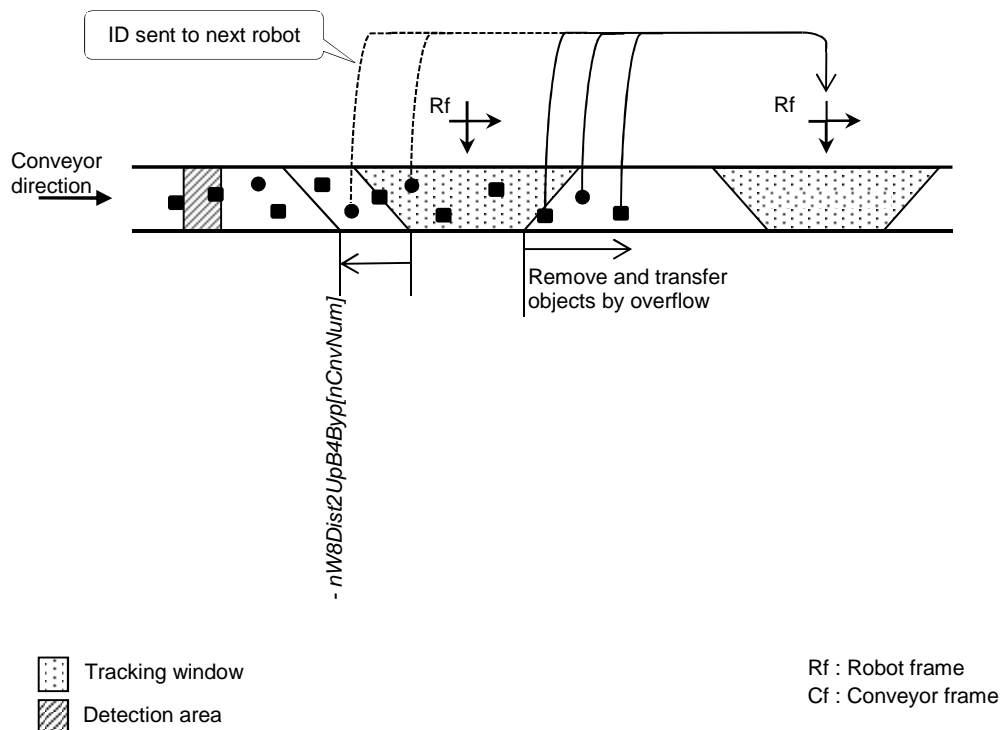 ID sent to next robot
Rf
Rf
Conveyor
direction
Remove and transfer
objects by overflow
- nW8Dist2UpB4Byp[nCnvNum]
Tracking window
Detection area
Rf : Robot frame
Cf : Conveyor frame